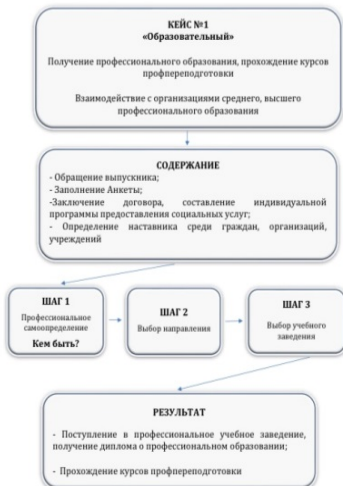 КЕЙС №1
«Образовательный»
Получение профессионального образования, прохождение курсов
профпереподготовки
Взаимодействие с организациями среднего, высшего
профессионального образования
СОДЕРЖАНИЕ
- Обращение выпускника;
- Заполнение Анкеты;
-Заключение договора, составление индивидуальной
программы предоставления социальных услуг;
- Определение наставника среди граждан, организаций,
учреждений
ШАГ 1
Профессиональное
самоопределение
Кем быть?
ШАГ 2
Выбор направления
ШАГ 3
Выбор учебного
заведения
РЕЗУЛЬТАТ
- Поступление в профессиональное учебное заведение,
получение диплома о профессиональном образовании;
- Прохождение курсов профпереподготовки